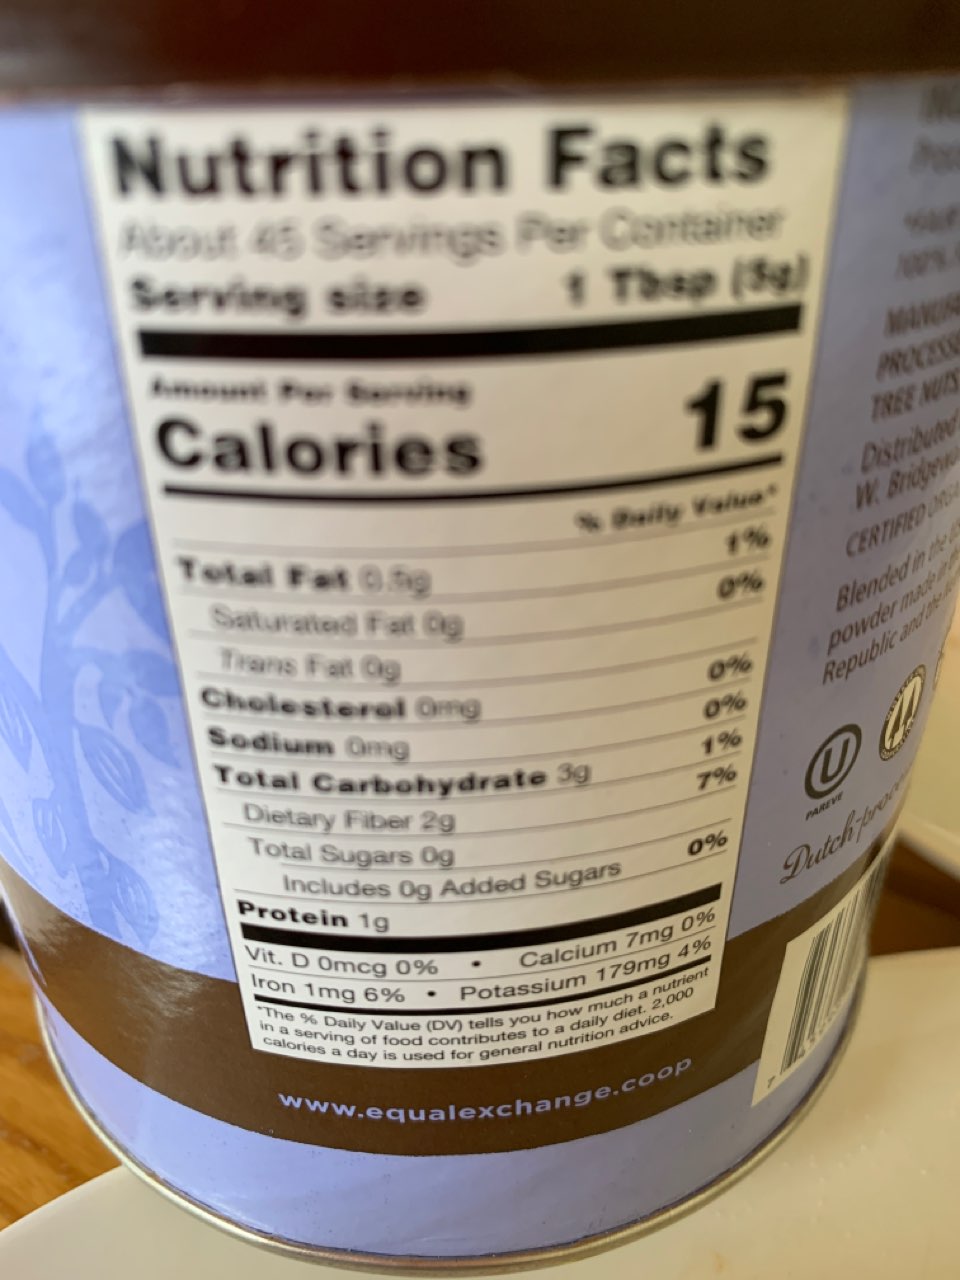 Nutrition Facts
About 45 Servings Per Container
Serving size 1 Tbsp (5g)
Amount Per Serving
Calories 15
% Daily Value*
Total Fat 0.5g 1%
Saturated Fat 0g 0%
Trans Fat 0g
Cholesterol 0mg 0%
Sodium 0mg 0%
Total Carbohydrate 3g 1%
Dietary Fiber 2g 7%
Total Sugars 0g
Includes 0g Added Sugars 0%
Protein 1g
Vit. D 0mcg 0% • Calcium 7mg 0%
Iron 1mg 6% • Potassium 179mg 4%
*The % Daily Value (DV) tells you how much a nutrient
in a serving of food contributes to a daily diet. 2,000
calories a day is used for general nutrition advice.
www.equalexchange.coop
TREE NUTS
Distributed
W.
CERTIFIED
Blended in the
powder made in
Republic and the
U
PAREVE
Dutch-
7